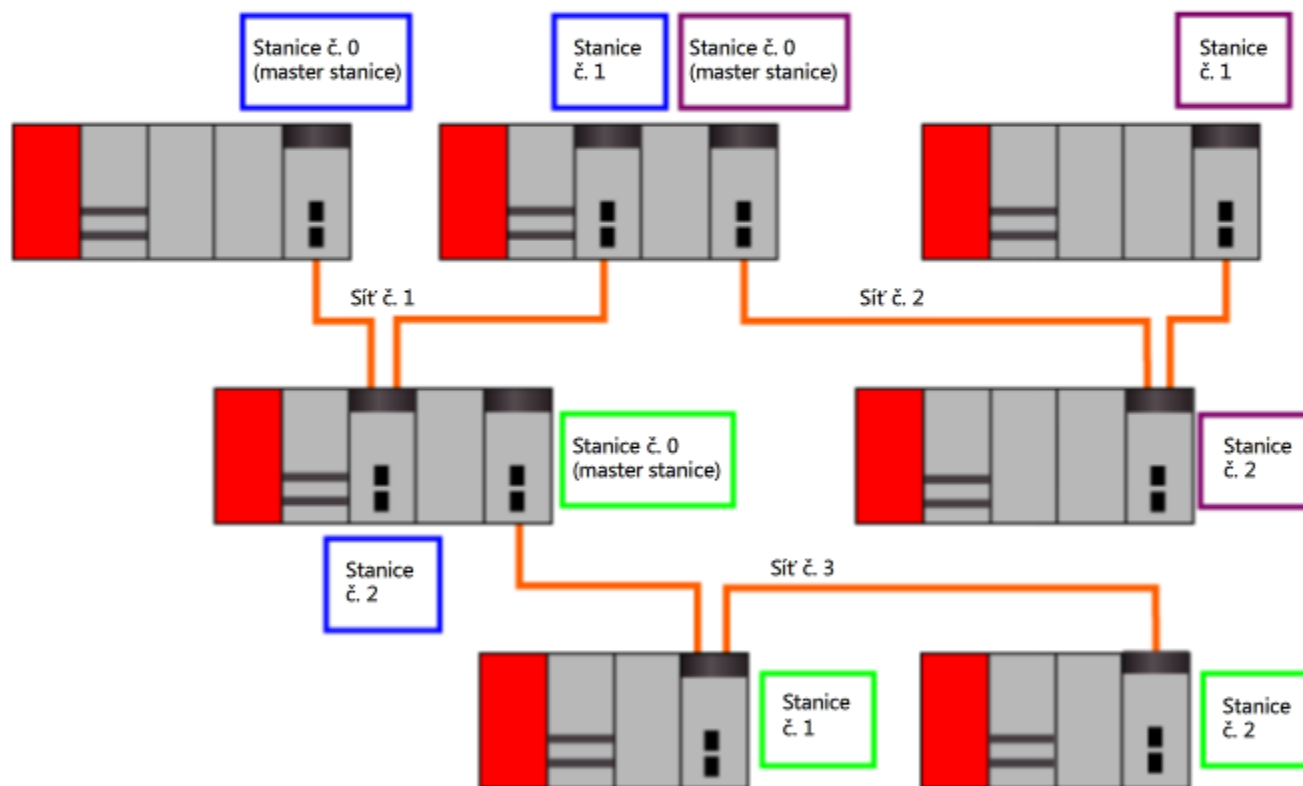 Stanice č. 0
(master stanice)
Stanice
č. 1
Stanice č. 0
(master stanice)
Stanice
č. 1
Síť č. 1
Síť č. 2
Stanice č. 0
(master stanice)
Stanice
č. 2
Stanice
č. 2
Síť č. 3
Stanice
č. 1
Stanice
č. 2